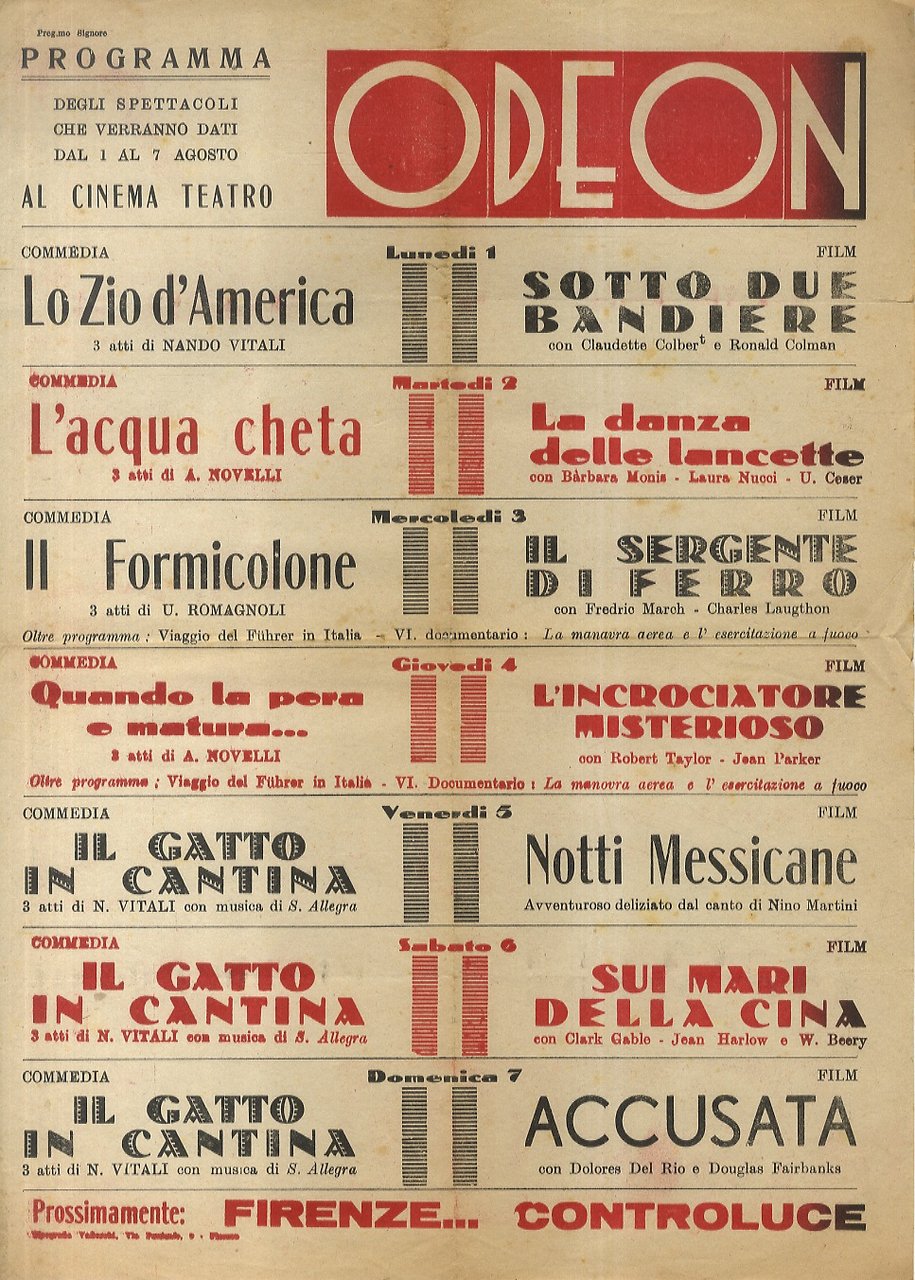 Preg.mo Signore
PROGRAMMA
DEGLI SPETTACOLI
CHE VERRANNO DATI
DAL 1 AL 7 AGOSTO
AL CINEMA TEATRO
ODEON
COMMEDIA
Lo Zio d'America
3 atti di NANDO VITALI
Lunedi 1
FILM
SOTTO DUE
BANDIERE
con Claudette Colbert e Ronald Colman
COMMEDIA
L'acqua cheta
3 atti di A. NOVELLI
Martedi 2
FILM
La danza
delle lancette
con Bàrbara Monis - Laura Nucci - U. Ceser
COMMEDIA
Il Formicolone
3 atti di U. ROMAGNOLI
Mercoledi 3
FILM
IL SERGENTE
DI FERRO
con Fredric March - Charles Laugthon
Oltre programma : Viaggio del Führer in Italia - VI. documentario : La manavra aerea e l' esercitazione a fuoco
COMMEDIA
Quando la pera
e matura...
3 atti di A. NOVELLI
Giovedi 4
FILM
L'INCROCIATORE
MISTERIOSO
con Robert Taylor - Jean Parker
Oltre programma : Viaggio del Führer in Italia - VI. Documentario : La manovra aerea e l' esercitazione a fuoco
COMMEDIA
IL GATTO
IN CANTINA
3 atti di N. VITALI con musica di S. Allegra
Venerdi 5
FILM
Notti Messicane
Avventuroso deliziato dal canto di Nino Martini
COMMEDIA
IL GATTO
IN CANTINA
3 atti di N. VITALI con musica di S. Allegra
Sabato 6
FILM
SUI MARI
DELLA CINA
con Clark Gable - Jean Harlow e W. Beery
COMMEDIA
IL GATTO
IN CANTINA
3 atti di N. VITALI con musica di S. Allegra
Domenica 7
FILM
ACCUSATA
con Dolores Del Rio e Douglas Fairbanks
Prossimamente: FIRENZE... CONTROLUCE
Tipografia Via